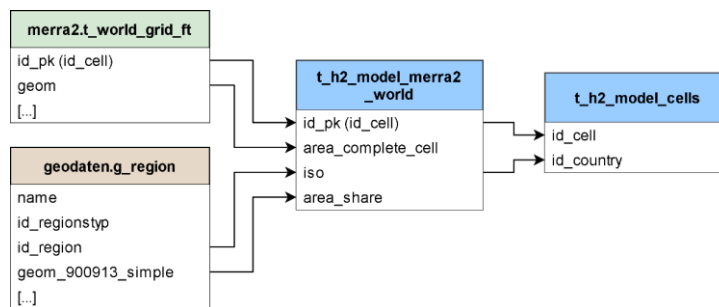 merra2.t_world_grid_ft
id_pk (id_cell)
geom
[...]
geodaten.g_region
name
id_regionstyp
id_region
geom_900913_simple
[...]
t_h2_model_merra2
_world
id_pk (id_cell)
area_complete_cell
iso
area_share
t_h2_model_cells
id_cell
id_country